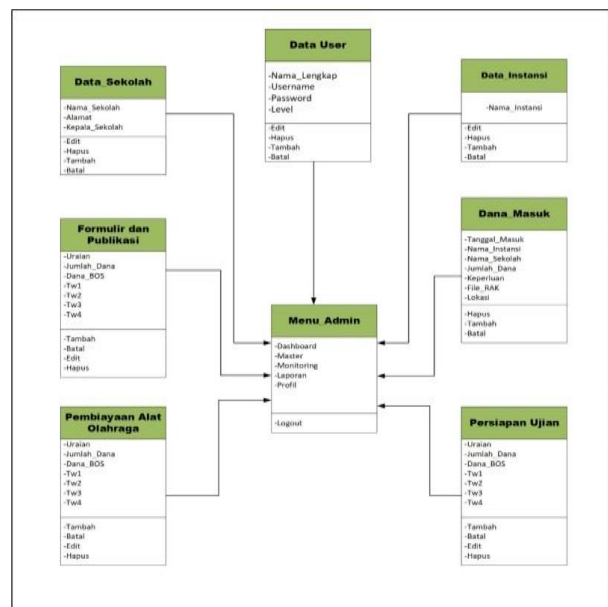 Data User
-Nama_Lengkap
-Username
-Password
-Level
-Edit
-Hapus
-Tambah
-Batal
Data_Sekolah
-Nama_Sekolah
-Alamat
-Kepala_Sekolah
-Edit
-Hapus
-Tambah
-Batal
Data_Instansi
-Nama_Instansi
-Edit
-Hapus
-Tambah
-Batal
Formulir dan
Publikasi
-Uraian
-Jumlah_Dana
-Dana_BOS
-Tw1
-Tw2
-Tw3
-Tw4
-Tambah
-Batal
-Edit
-Hapus
Dana_Masuk
-Tanggal_Masuk
-Nama_Instansi
-Nama_Sekolah
-Jumlah_Dana
-Keperluan
-File_RAK
-Lokasi
-Hapus
-Tambah
-Batal
Menu_Admin
-Dashboard
-Master
-Monitoring
-Laporan
-Profil
-Logout
Pembiayaan Alat
Olahraga
-Uraian
-Jumlah_Dana
-Dana_BOS
-Tw1
-Tw2
-Tw3
-Tw4
-Tambah
-Batal
-Edit
-Hapus
Persiapan Ujian
-Uraian
-Jumlah_Dana
-Dana_BOS
-Tw1
-Tw2
-Tw3
-Tw4
-Tambah
-Batal
-Edit
-Hapus